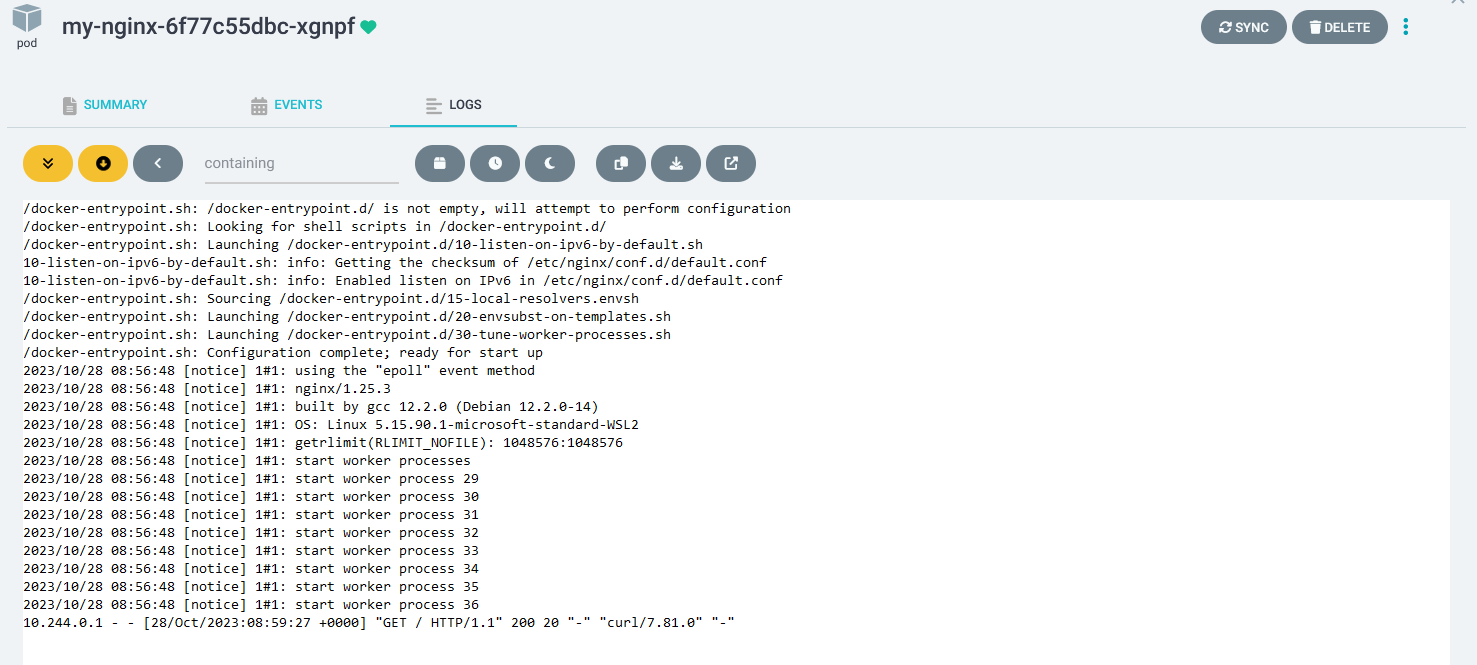 my-nginx-6f77c55dbc-xgnpf
pod
SYNC
DELETE
SUMMARY
EVENTS
LOGS
containing
/docker-entrypoint.sh: /docker-entrypoint.d/ is not empty, will attempt to perform configuration
/docker-entrypoint.sh: Looking for shell scripts in /docker-entrypoint.d/
/docker-entrypoint.sh: Launching /docker-entrypoint.d/10-listen-on-ipv6-by-default.sh
10-listen-on-ipv6-by-default.sh: info: Getting the checksum of /etc/nginx/conf.d/default.conf
10-listen-on-ipv6-by-default.sh: info: Enabled listen on IPv6 in /etc/nginx/conf.d/default.conf
/docker-entrypoint.sh: Sourcing /docker-entrypoint.d/15-local-resolvers.envsh
/docker-entrypoint.sh: Launching /docker-entrypoint.d/20-envsubst-on-templates.sh
/docker-entrypoint.sh: Launching /docker-entrypoint.d/30-tune-worker-processes.sh
/docker-entrypoint.sh: Configuration complete; ready for start up
2023/10/28 08:56:48 [notice] 1#1: using the "epoll" event method
2023/10/28 08:56:48 [notice] 1#1: nginx/1.25.3
2023/10/28 08:56:48 [notice] 1#1: built by gcc 12.2.0 (Debian 12.2.0-14)
2023/10/28 08:56:48 [notice] 1#1: OS: Linux 5.15.90.1-microsoft-standard-WSL2
2023/10/28 08:56:48 [notice] 1#1: getrlimit(RLIMIT_NOFILE): 1048576:1048576
2023/10/28 08:56:48 [notice] 1#1: start worker processes
2023/10/28 08:56:48 [notice] 1#1: start worker process 29
2023/10/28 08:56:48 [notice] 1#1: start worker process 30
2023/10/28 08:56:48 [notice] 1#1: start worker process 31
2023/10/28 08:56:48 [notice] 1#1: start worker process 32
2023/10/28 08:56:48 [notice] 1#1: start worker process 33
2023/10/28 08:56:48 [notice] 1#1: start worker process 34
2023/10/28 08:56:48 [notice] 1#1: start worker process 35
2023/10/28 08:56:48 [notice] 1#1: start worker process 36
10.244.0.1 - - [28/Oct/2023:08:59:27 +0000] "GET / HTTP/1.1" 200 20 "-" "curl/7.81.0" "-"